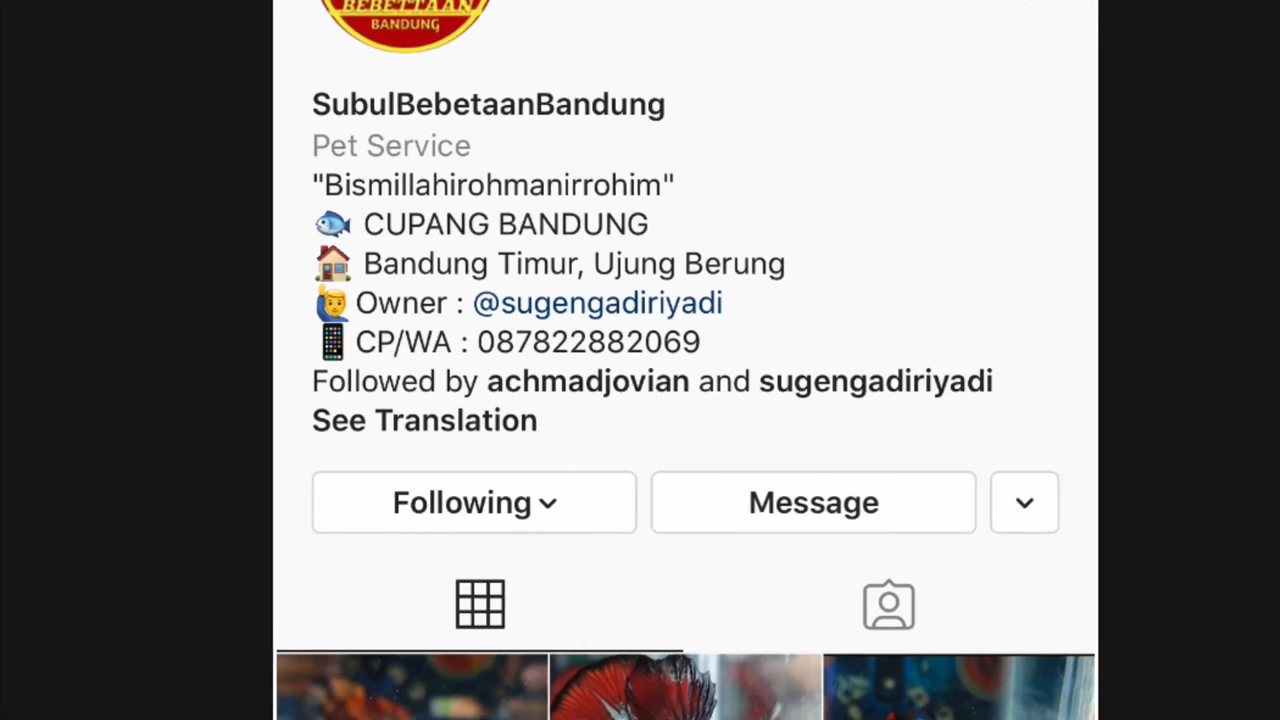 BEBETTAAN
BANDUNG
SubulBebetaanBandung
Pet Service
"Bismillahirohmanirrohim"
🐟 CUPANG BANDUNG
🏠 Bandung Timur, Ujung Berung
🙋‍♂️ Owner : @sugengadiriyadi
📱 CP/WA : 087822882069
Followed by achmadjovian and sugengadiriyadi
See Translation
Following
Message